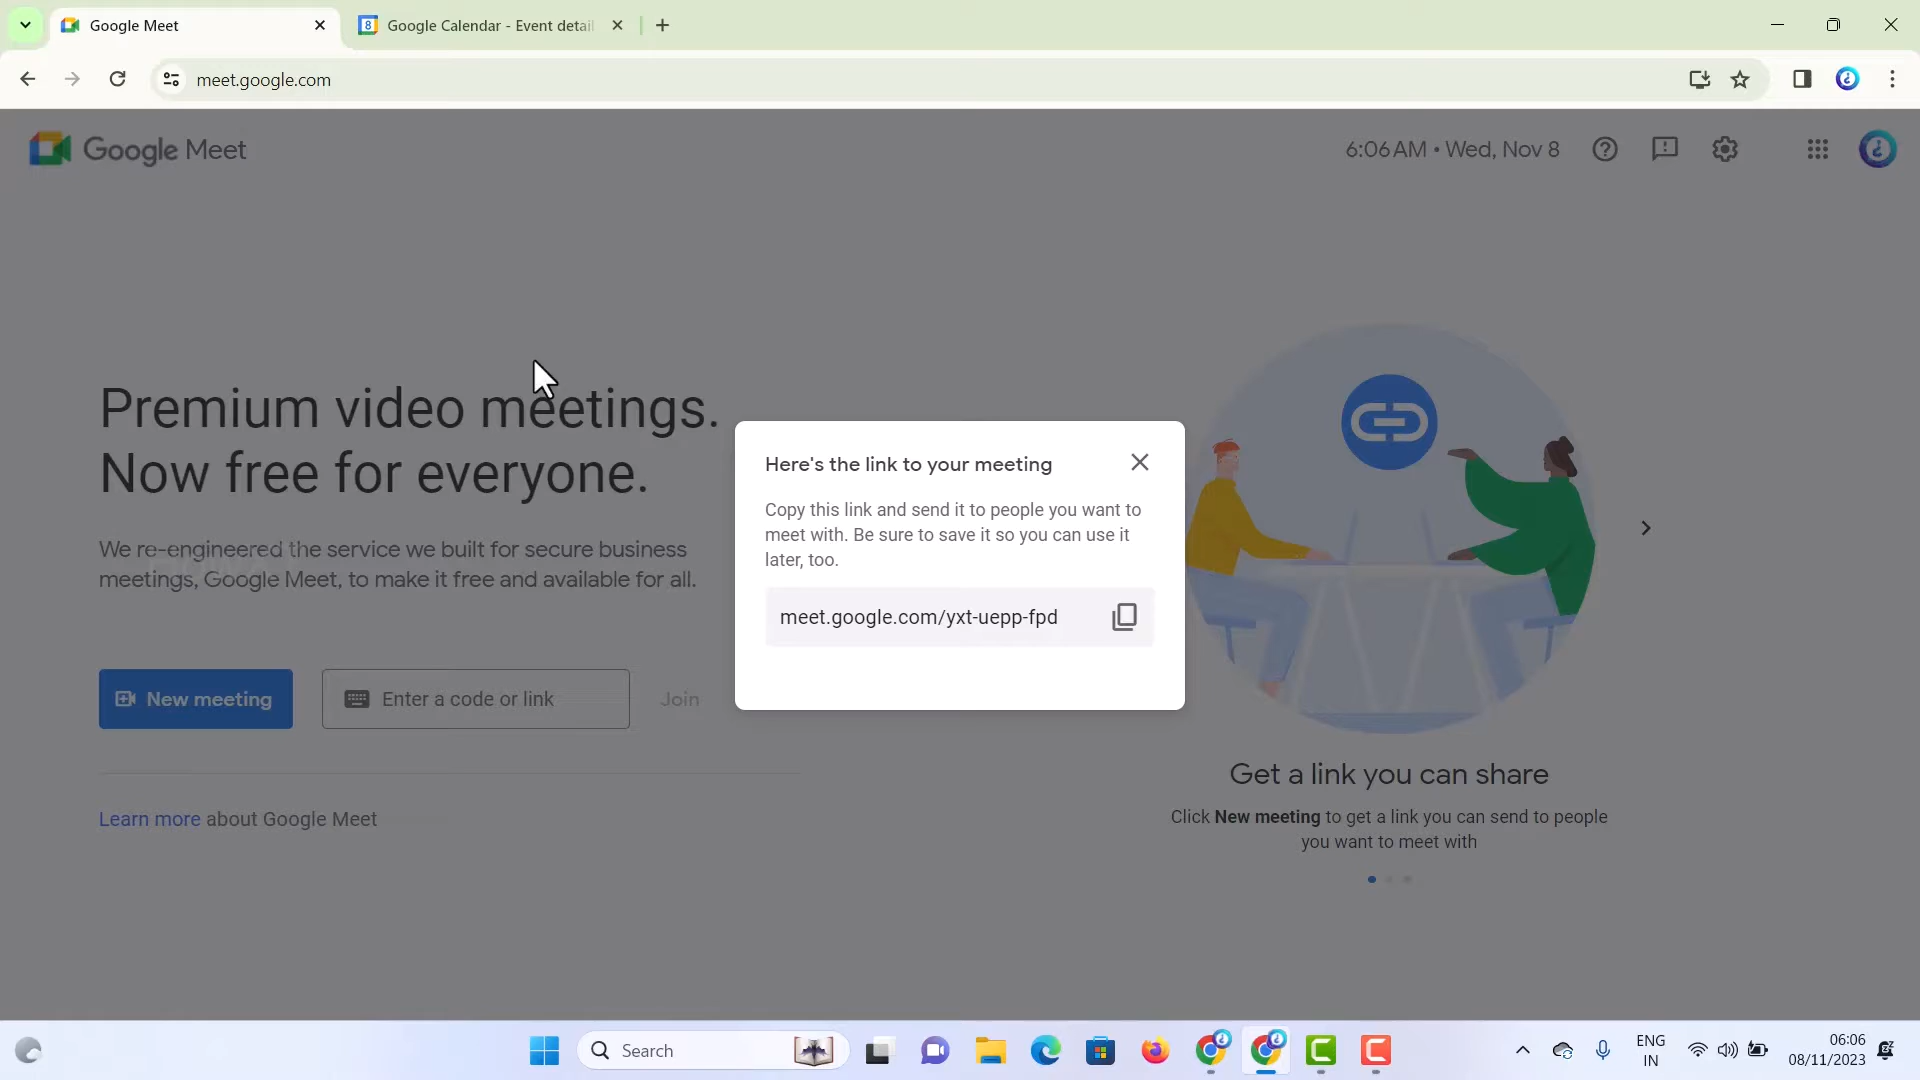 Google Meet
Google Calendar - Event detail
meet.google.com
Google Meet
6:06 AM • Wed, Nov 8
Premium video meetings.
Now free for everyone.
We re-engineered the service we built for secure business
meetings, Google Meet, to make it free and available for all.
New meeting
Enter a code or link
Join
Learn more about Google Meet
Here's the link to your meeting
Copy this link and send it to people you want to
meet with. Be sure to save it so you can use it
later, too.
meet.google.com/yxt-uepp-fpd
Get a link you can share
Click New meeting to get a link you can send to people
you want to meet with
Search
ENG
IN
06:06
08/11/2023